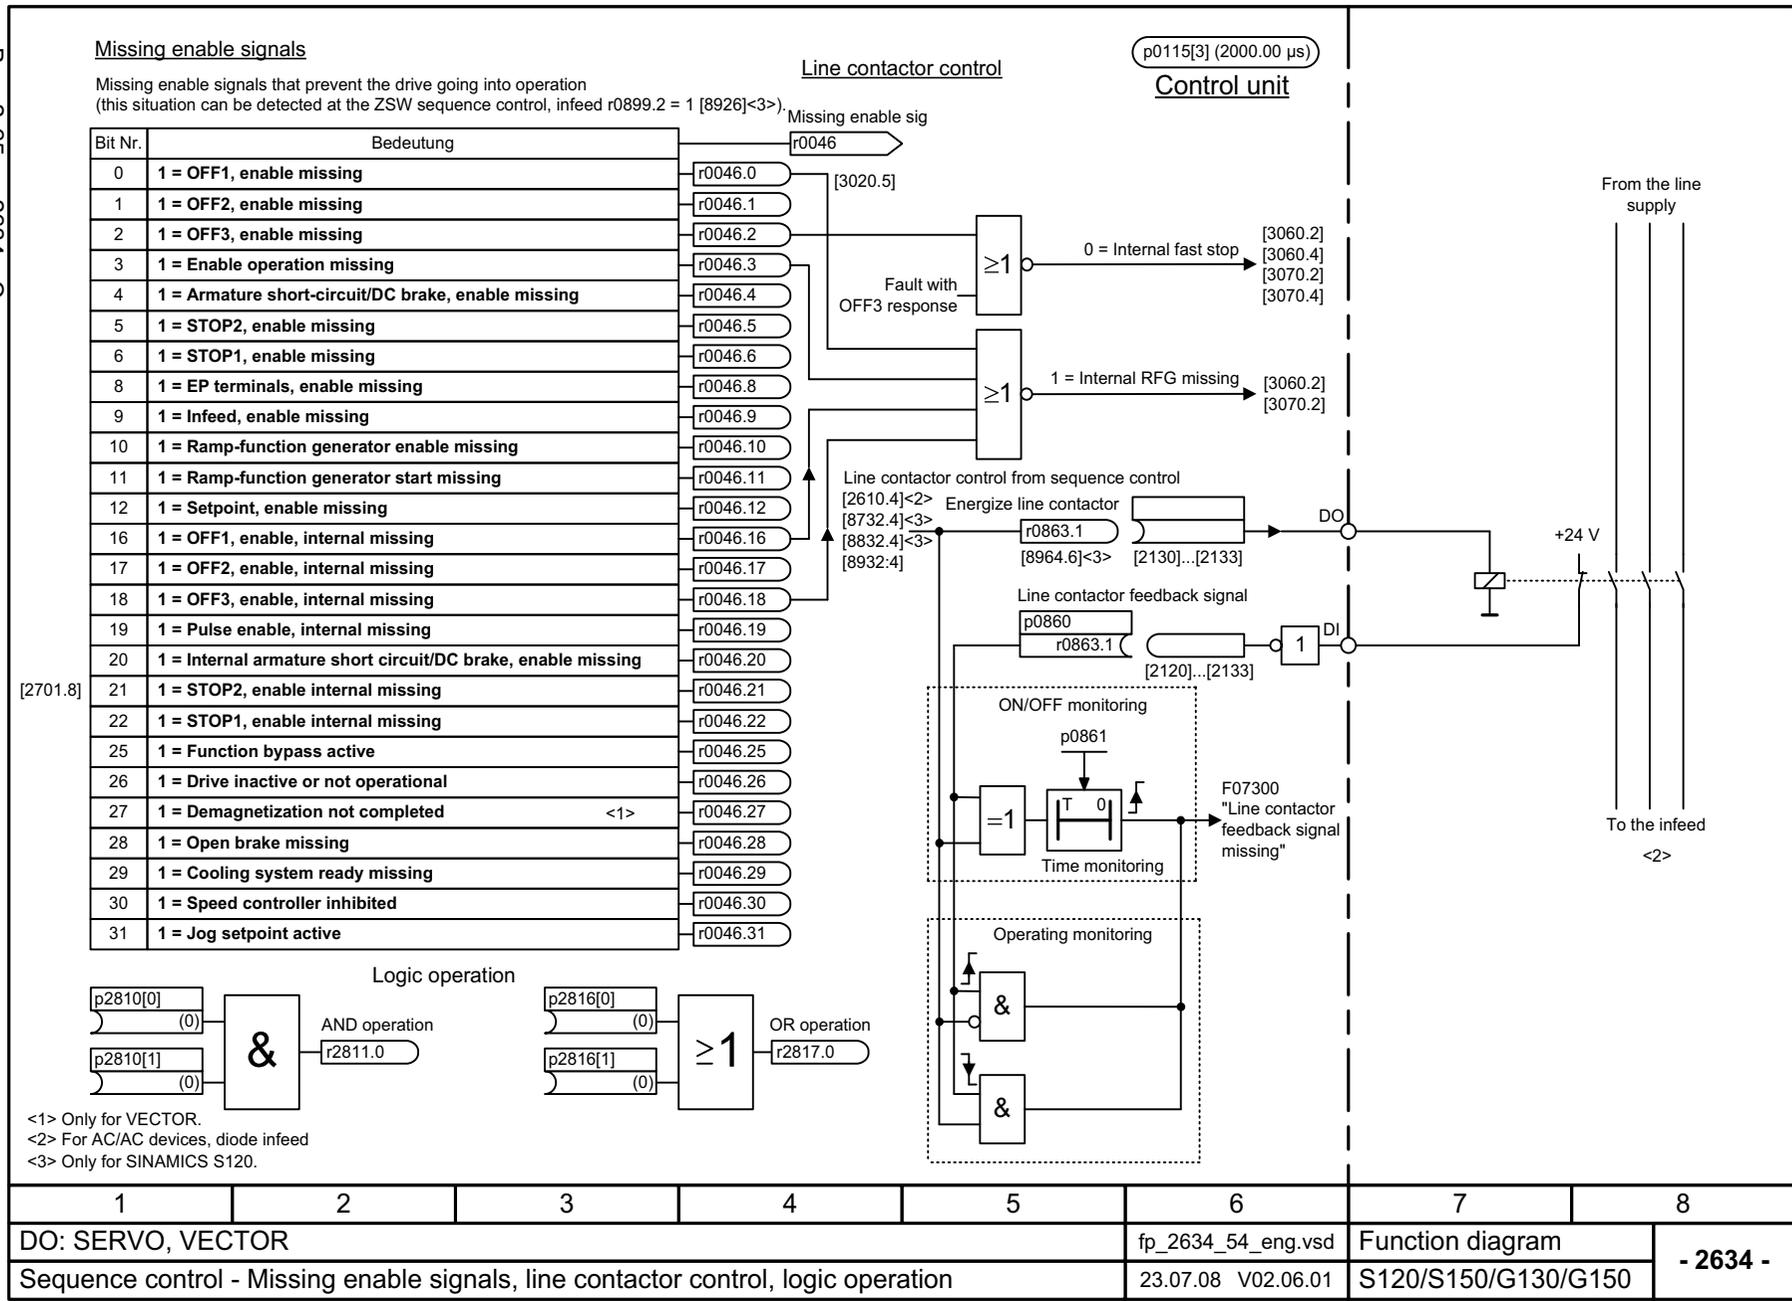 Missing enable signals
Missing enable signals that prevent the drive going into operation
(this situation can be detected at the ZSW sequence control, infeed r0899.2 = 1 [8926]<3>).
Line contactor control
p0115[3] (2000.00 µs)
Control unit
Missing enable sig
r0046
Bit Nr. Bedeutung
0 1 = OFF1, enable missing r0046.0
1 1 = OFF2, enable missing r0046.1
2 1 = OFF3, enable missing r0046.2
3 1 = Enable operation missing r0046.3
4 1 = Armature short-circuit/DC brake, enable missing r0046.4
5 1 = STOP2, enable missing r0046.5
6 1 = STOP1, enable missing r0046.6
8 1 = EP terminals, enable missing r0046.8
9 1 = Infeed, enable missing r0046.9
10 1 = Ramp-function generator enable missing r0046.10
11 1 = Ramp-function generator start missing r0046.11
12 1 = Setpoint, enable missing r0046.12
16 1 = OFF1, enable, internal missing r0046.16
17 1 = OFF2, enable, internal missing r0046.17
18 1 = OFF3, enable, internal missing r0046.18
19 1 = Pulse enable, internal missing r0046.19
20 1 = Internal armature short circuit/DC brake, enable missing r0046.20
[2701.8]
21 1 = STOP2, enable internal missing r0046.21
22 1 = STOP1, enable internal missing r0046.22
25 1 = Function bypass active r0046.25
26 1 = Drive inactive or not operational r0046.26
27 1 = Demagnetization not completed <1> r0046.27
28 1 = Open brake missing r0046.28
29 1 = Cooling system ready missing r0046.29
30 1 = Speed controller inhibited r0046.30
31 1 = Jog setpoint active r0046.31
[3020.5]
≥1
0 = Internal fast stop
[3060.2]
[3060.4]
[3070.2]
[3070.4]
Fault with
OFF3 response
≥1
1 = Internal RFG missing
[3060.2]
[3070.2]
Line contactor control from sequence control
[2610.4]<2>
[8732.4]<3>
[8832.4]<3>
[8932:4]
Energize line contactor
r0863.1
[8964.6]<3>
[2130]...[2133]
DO
Line contactor feedback signal
p0860
r0863.1
[2120]...[2133]
1
DI
From the line
supply
+24 V
To the infeed
<2>
ON/OFF monitoring
p0861
=1
T 0
Time monitoring
F07300
"Line contactor
feedback signal
missing"
Operating monitoring
&
&
Logic operation
p2810[0]
(0)
p2810[1]
(0)
&
AND operation
r2811.0
p2816[0]
(0)
p2816[1]
(0)
≥1
OR operation
r2817.0
<1> Only for VECTOR.
<2> For AC/AC devices, diode infeed
<3> Only for SINAMICS S120.
1 2 3 4 5 6 7 8
DO: SERVO, VECTOR
fp_2634_54_eng.vsd
Function diagram
- 2634 -
Sequence control - Missing enable signals, line contactor control, logic operation
23.07.08 V02.06.01
S120/S150/G130/G150